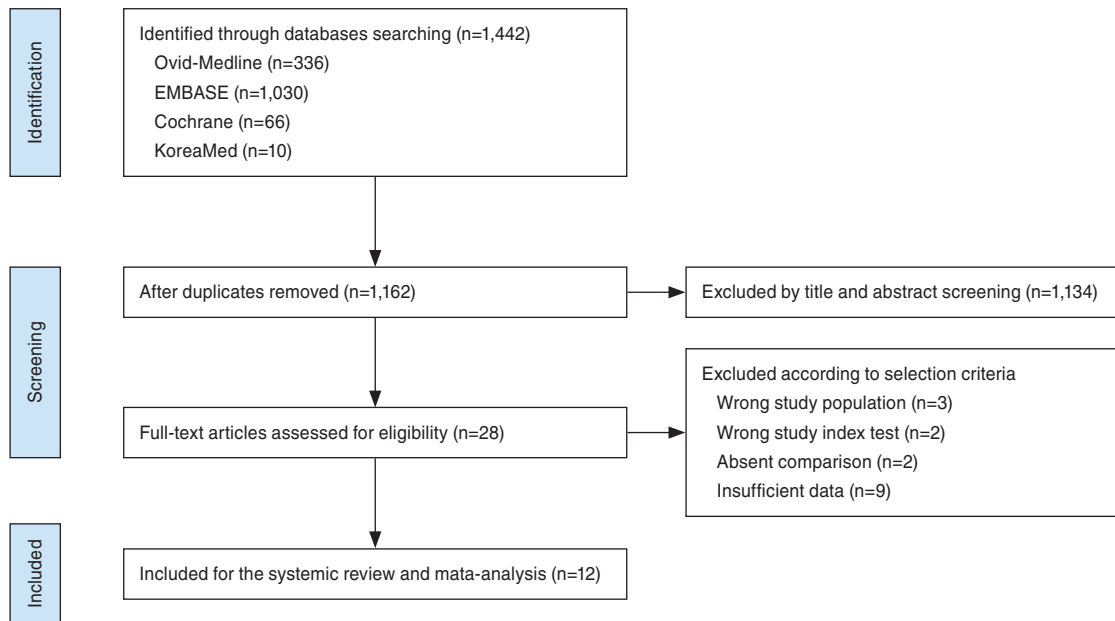 Identification
Identified through databases searching (n=1,442)
Ovid-Medline (n=336)
EMBASE (n=1,030)
Cochrane (n=66)
KoreaMed (n=10)
Screening
After duplicates removed (n=1,162)
Excluded by title and abstract screening (n=1,134)
Full-text articles assessed for eligibility (n=28)
Excluded according to selection criteria
Wrong study population (n=3)
Wrong study index test (n=2)
Absent comparison (n=2)
Insufficient data (n=9)
Included
Included for the systemic review and mata-analysis (n=12)